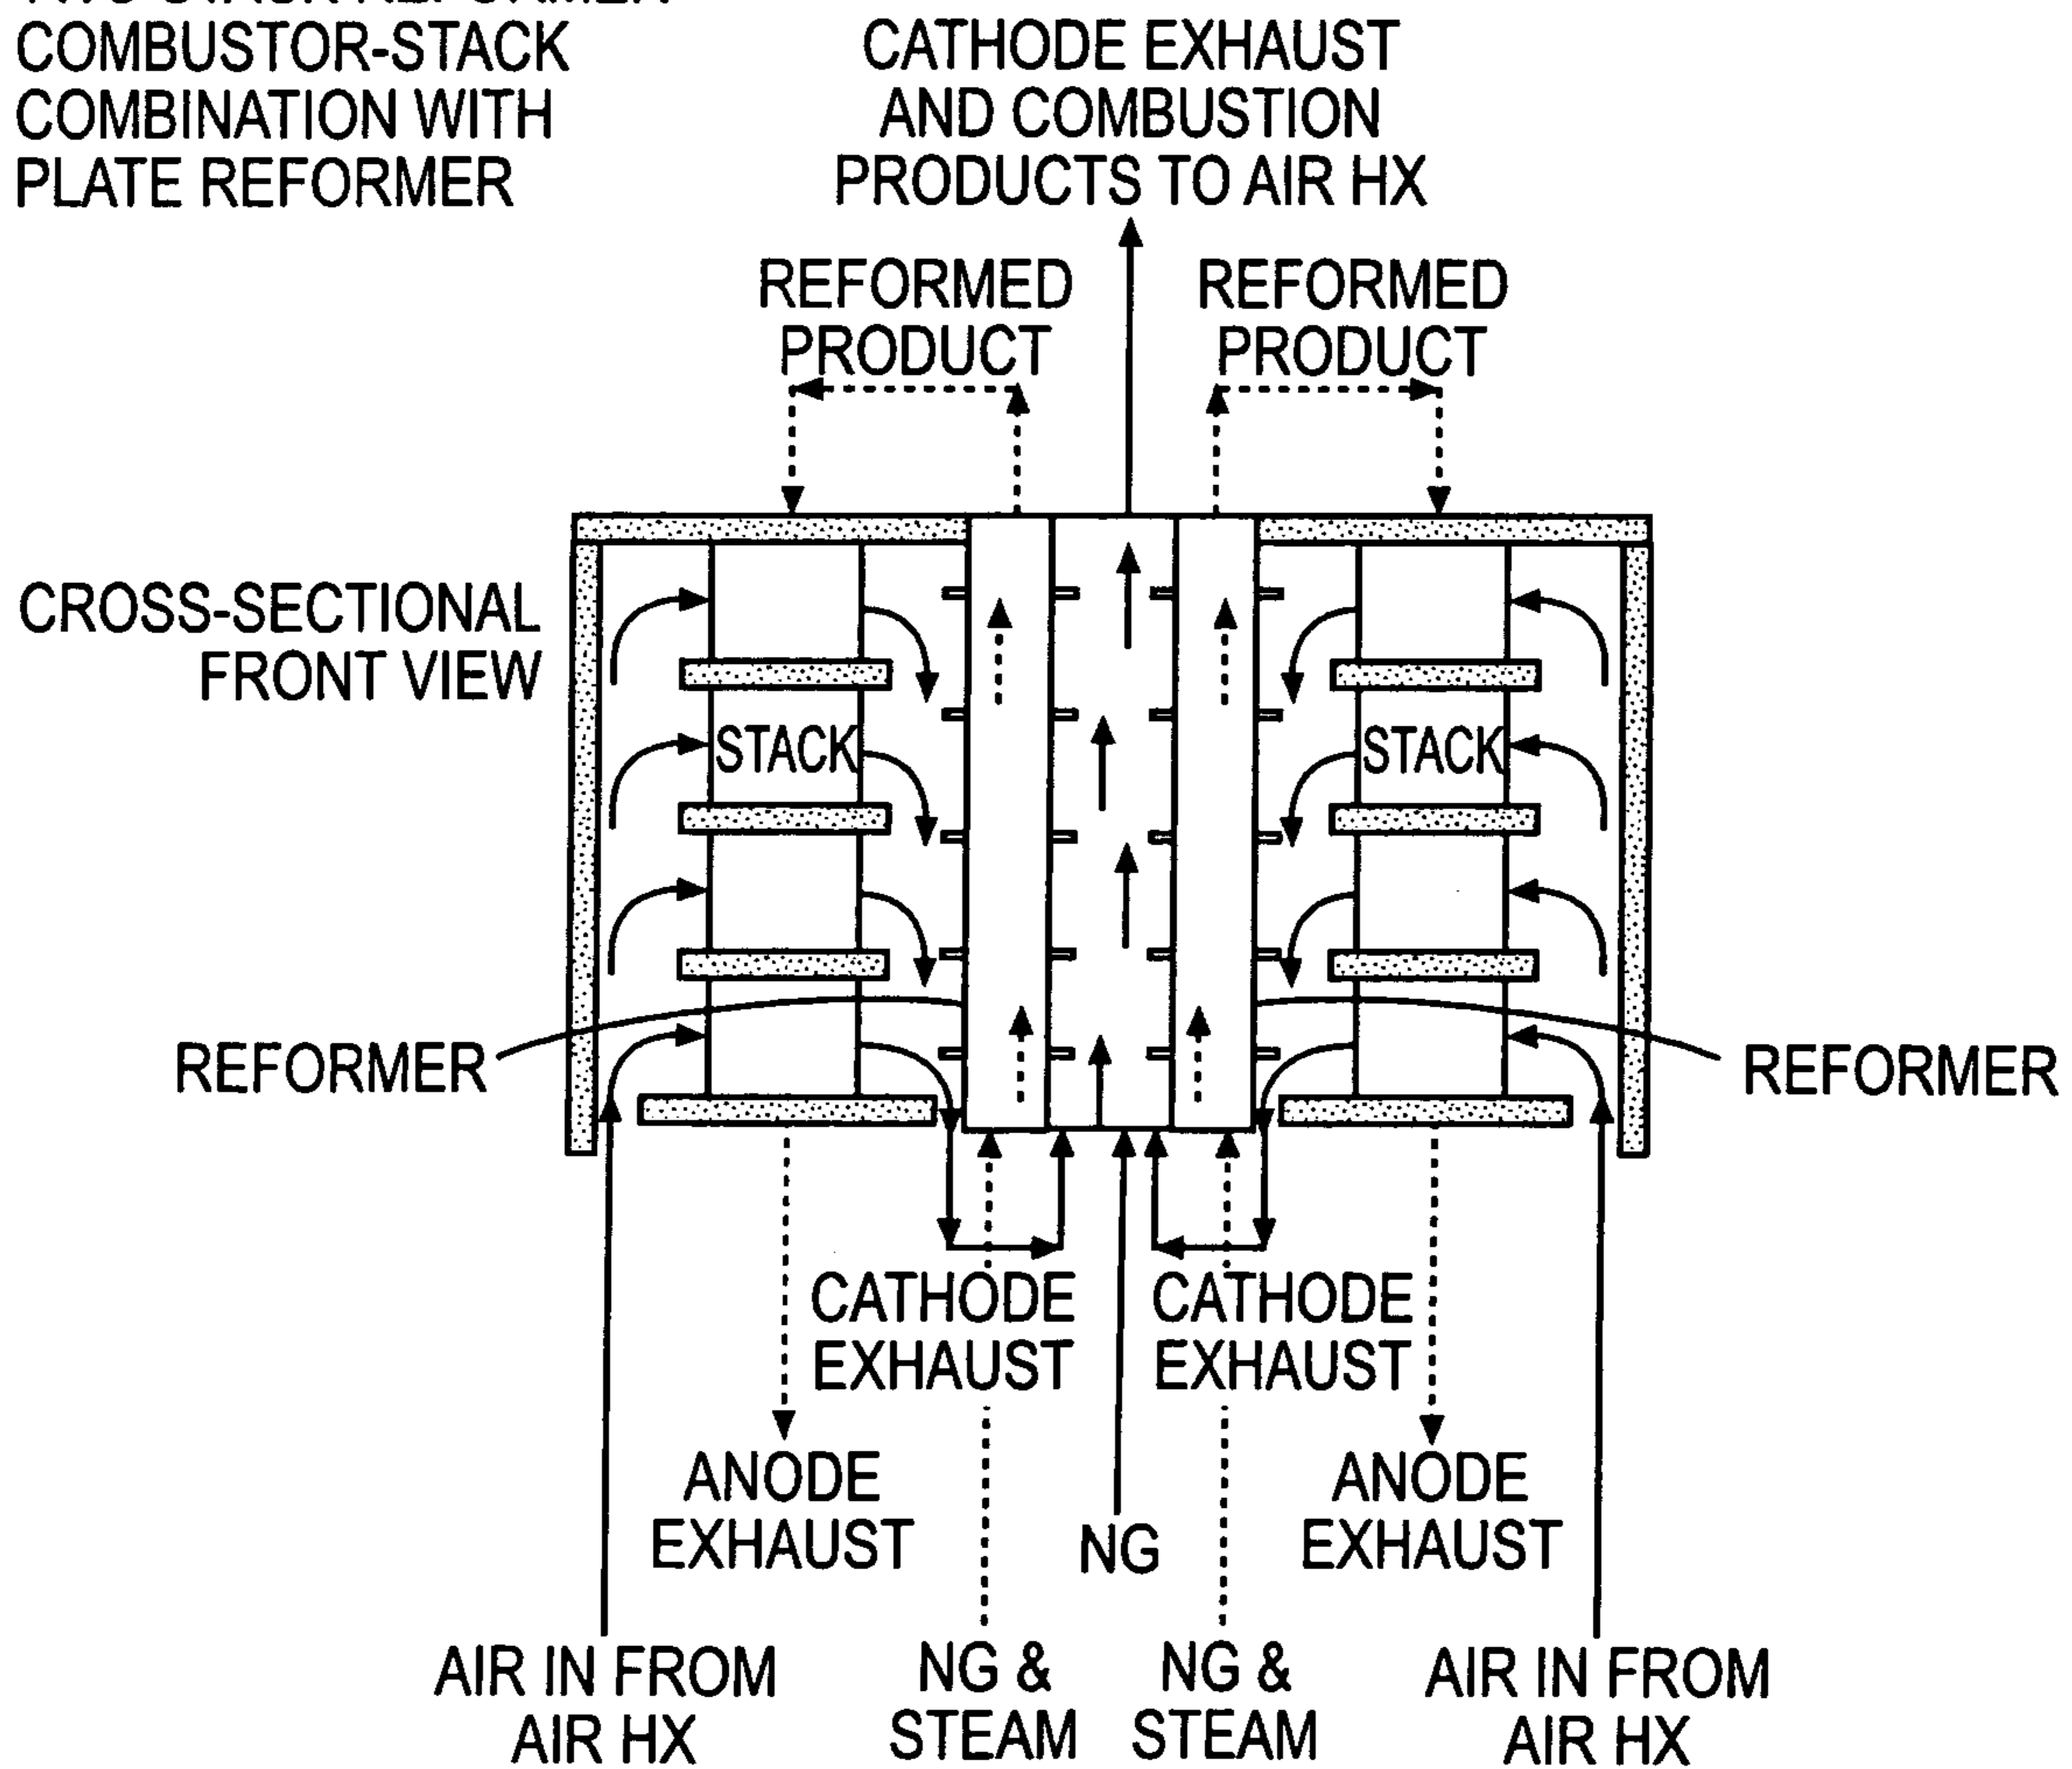 COMBUSTOR-STACK
COMBINATION WITH
PLATE REFORMER
CATHODE EXHAUST
AND COMBUSTION
PRODUCTS TO AIR HX
REFORMED
PRODUCT
REFORMED
PRODUCT
CROSS-SECTIONAL
FRONT VIEW
STACK
STACK
REFORMER
REFORMER
CATHODE
EXHAUST
CATHODE
EXHAUST
ANODE
EXHAUST
NG
ANODE
EXHAUST
AIR IN FROM
AIR HX
NG &
STEAM
NG &
STEAM
AIR IN FROM
AIR HX